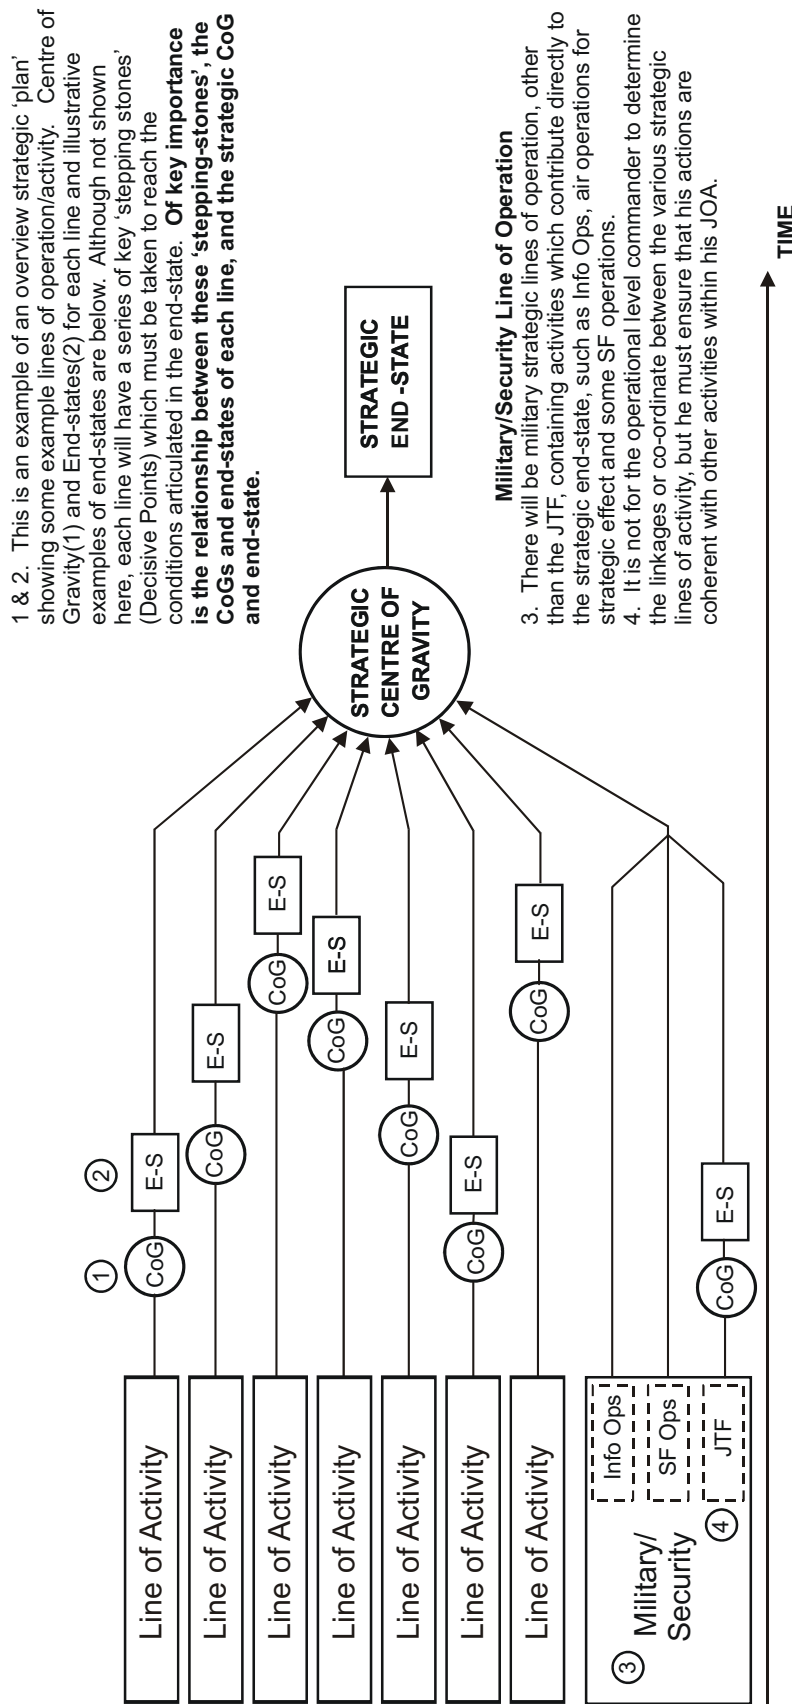 1 & 2. This is an example of an overview strategic ‘plan’
showing some example lines of operation/activity. Centre of
Gravity(1) and End-states(2) for each line and illustrative
examples of end-states are below. Although not shown
here, each line will have a series of key ‘stepping stones’
(Decisive Points) which must be taken to reach the
conditions articulated in the end-state. Of key importance
is the relationship between these ‘stepping-stones’, the
CoGs and end-states of each line, and the strategic CoG
and end-state.
1
2
Line of Activity
CoG
E-S
Line of Activity
CoG
E-S
Line of Activity
CoG
E-S
Line of Activity
CoG
E-S
Line of Activity
CoG
E-S
Line of Activity
CoG
E-S
Line of Activity
CoG
E-S
STRATEGIC
CENTRE OF
GRAVITY
STRATEGIC
END -STATE
3
Military/
Security
4
Info Ops
SF Ops
JTF
CoG
E-S
Military/Security Line of Operation
3. There will be military strategic lines of operation, other
than the JTF, containing activities which contribute directly to
the strategic end-state, such as Info Ops, air operations for
strategic effect and some SF operations.
4. It is not for the operational level commander to determine
the linkages or co-ordinate between the various strategic
lines of activity, but he must ensure that his actions are
coherent with other activities within his JOA.
TIME